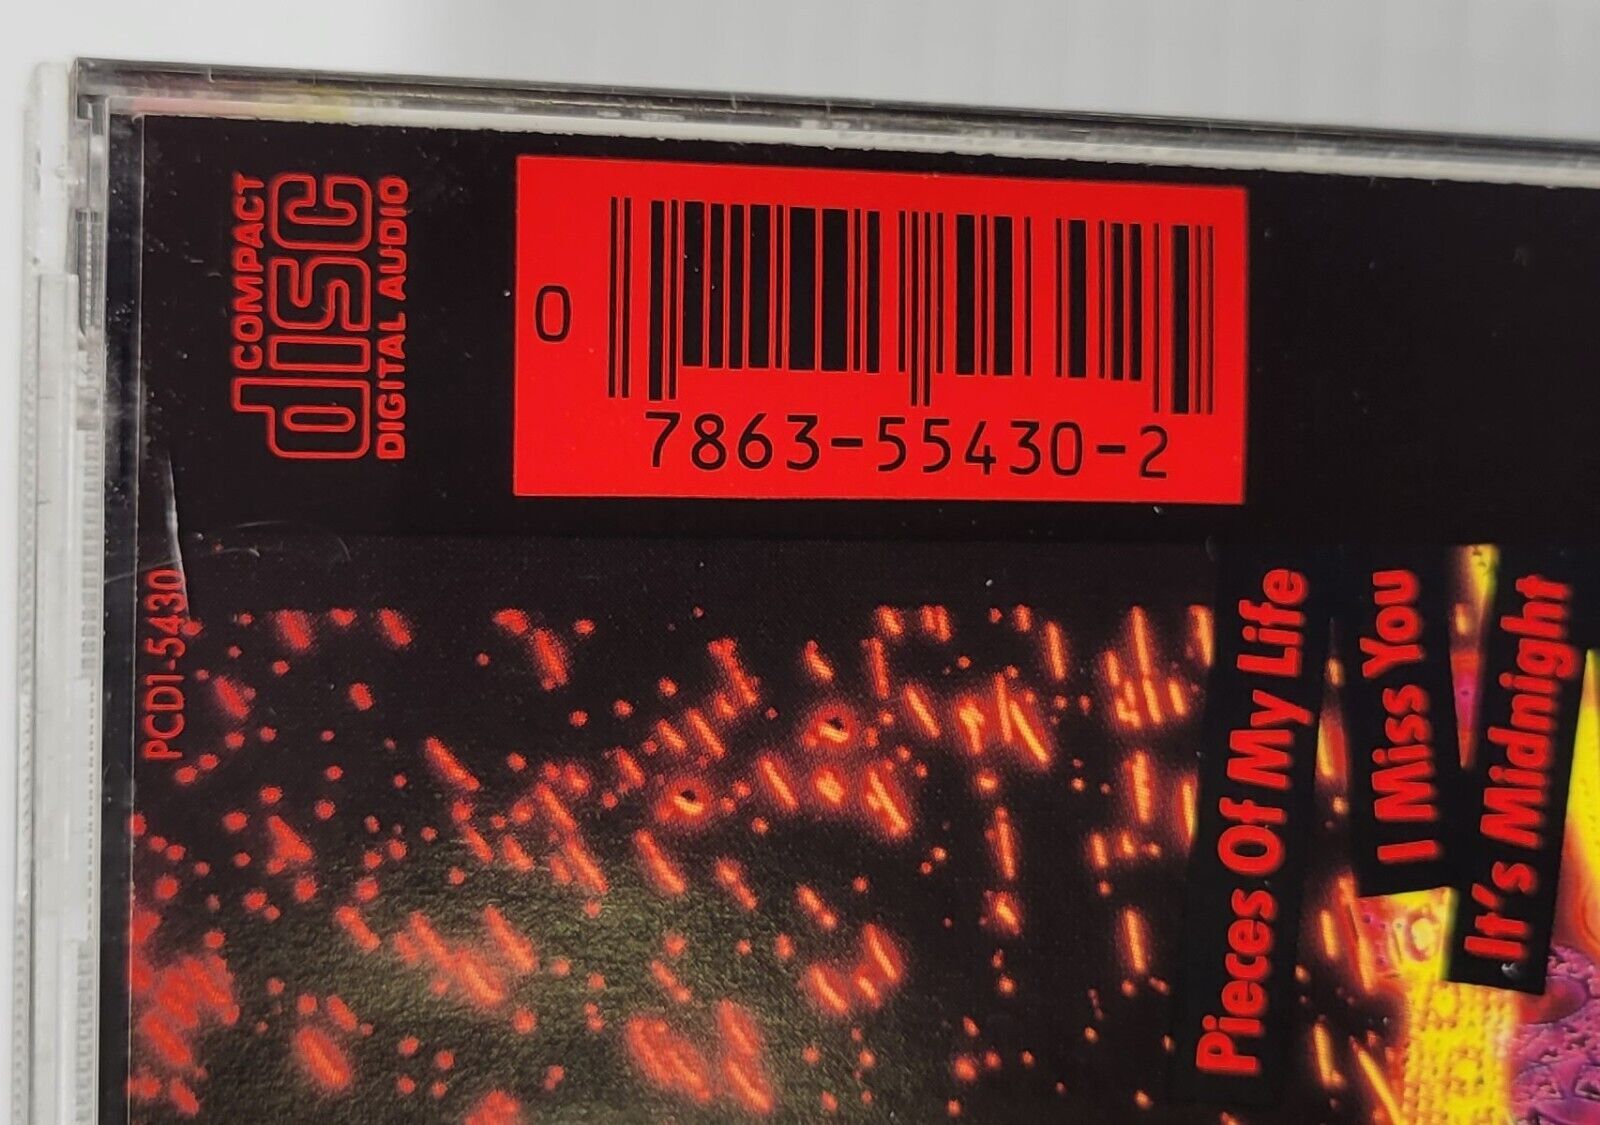 COMPACT
disc
DIGITAL AUDIO
0
7863-55430-2
PCD1-5430
Pieces Of My Life
I Miss You
It's Midnight